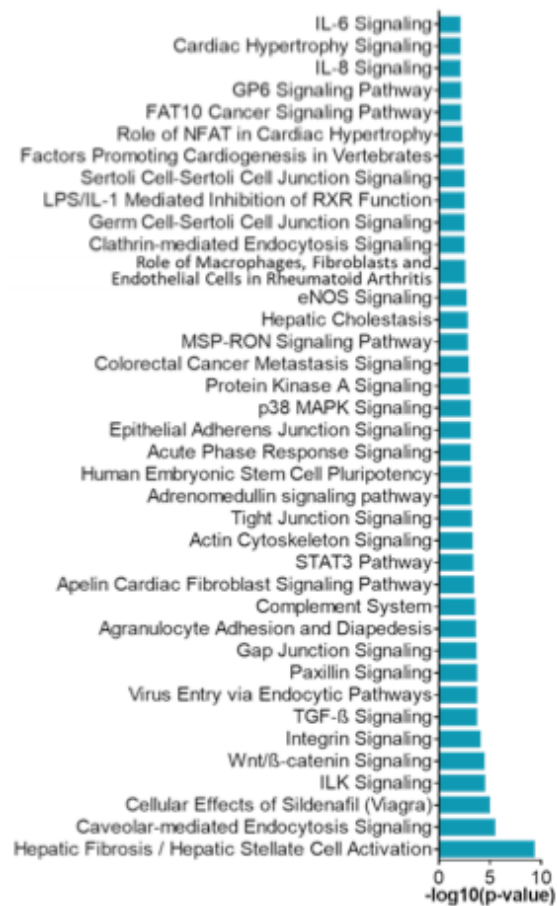 IL-6 Signaling
Cardiac Hypertrophy Signaling
IL-8 Signaling
GP6 Signaling Pathway
FAT10 Cancer Signaling Pathway
Role of NFAT in Cardiac Hypertrophy
Factors Promoting Cardiogenesis in Vertebrates
Sertoli Cell-Sertoli Cell Junction Signaling
LPS/IL-1 Mediated Inhibition of RXR Function
Germ Cell-Sertoli Cell Junction Signaling
Clathrin-mediated Endocytosis Signaling
Role of Macrophages, Fibroblasts and
Endothelial Cells in Rheumatoid Arthritis
eNOS Signaling
Hepatic Cholestasis
MSP-RON Signaling Pathway
Colorectal Cancer Metastasis Signaling
Protein Kinase A Signaling
p38 MAPK Signaling
Epithelial Adherens Junction Signaling
Acute Phase Response Signaling
Human Embryonic Stem Cell Pluripotency
Adrenomedullin signaling pathway
Tight Junction Signaling
Actin Cytoskeleton Signaling
STAT3 Pathway
Apelin Cardiac Fibroblast Signaling Pathway
Complement System
Agranulocyte Adhesion and Diapedesis
Gap Junction Signaling
Paxillin Signaling
Virus Entry via Endocytic Pathways
TGF-ß Signaling
Integrin Signaling
Wnt/ß-catenin Signaling
ILK Signaling
Cellular Effects of Sildenafil (Viagra)
Caveolar-mediated Endocytosis Signaling
Hepatic Fibrosis / Hepatic Stellate Cell Activation
0 5 10
-log10(p-value)